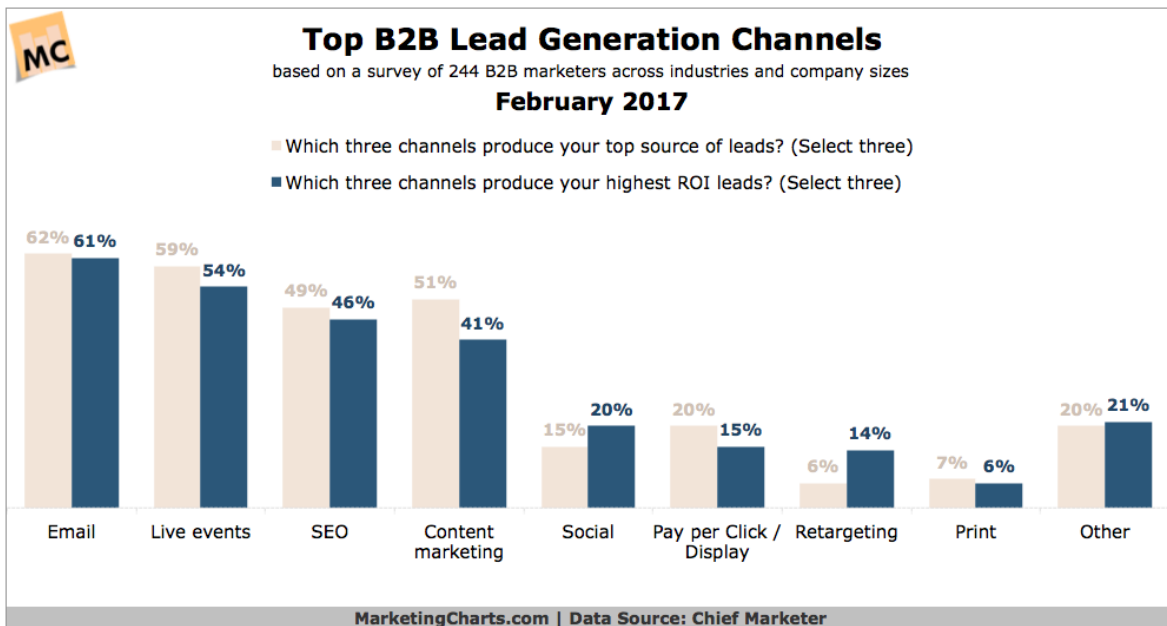 MC
Top B2B Lead Generation Channels
based on a survey of 244 B2B marketers across industries and company sizes
February 2017
Which three channels produce your top source of leads? (Select three)
Which three channels produce your highest ROI leads? (Select three)
62% 61% 59% 54% 49% 46% 51% 41% 15% 20% 20% 15% 6% 14% 7% 6% 20% 21%
Email Live events SEO Content Social Pay per Click / Retargeting Print Other
marketing Display
MarketingCharts.com | Data Source: Chief Marketer